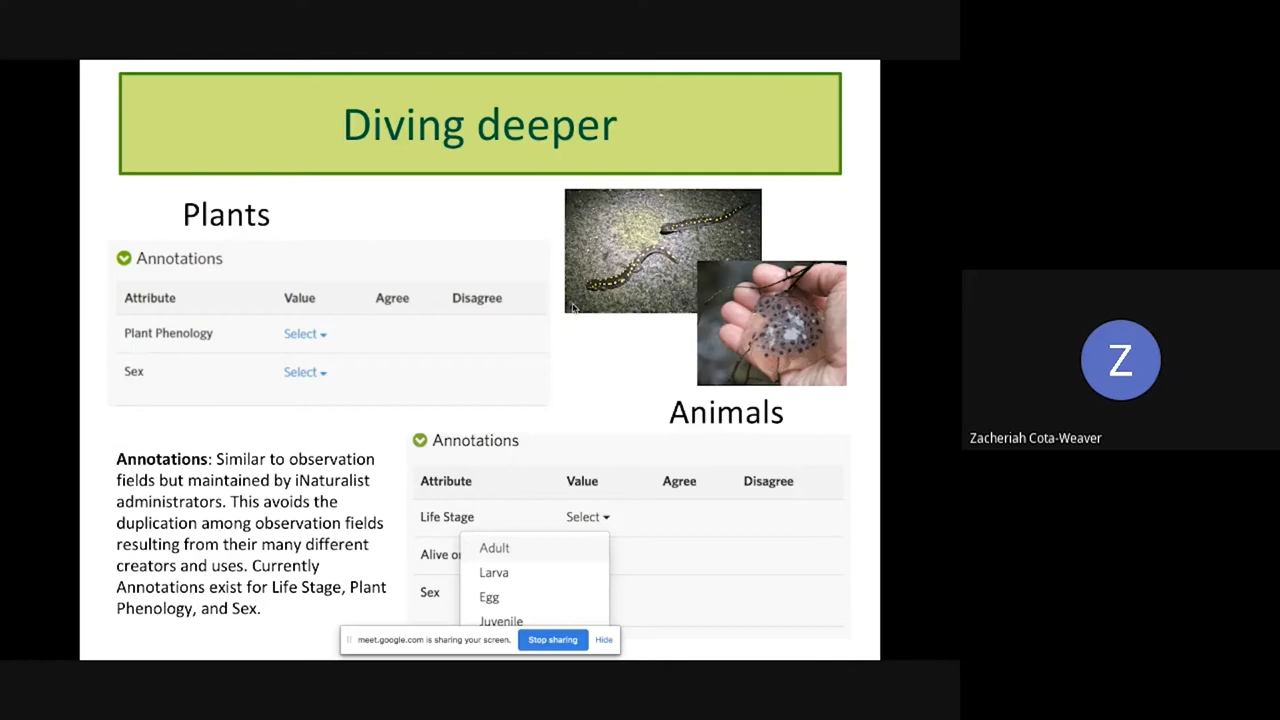 Diving deeper
Plants
Annotations
Attribute Value Agree Disagree
Plant Phenology Select
Sex Select
Animals
Annotations
Attribute Value Agree Disagree
Life Stage Select
Adult
Alive or
Larva
Sex
Egg
Juvenile
Annotations: Similar to observation
fields but maintained by iNaturalist
administrators. This avoids the
duplication among observation fields
resulting from their many different
creators and uses. Currently
Annotations exist for Life Stage, Plant
Phenology, and Sex.
meet.google.com is sharing your screen. Stop sharing Hide
Z
Zacheriah Cota-Weaver